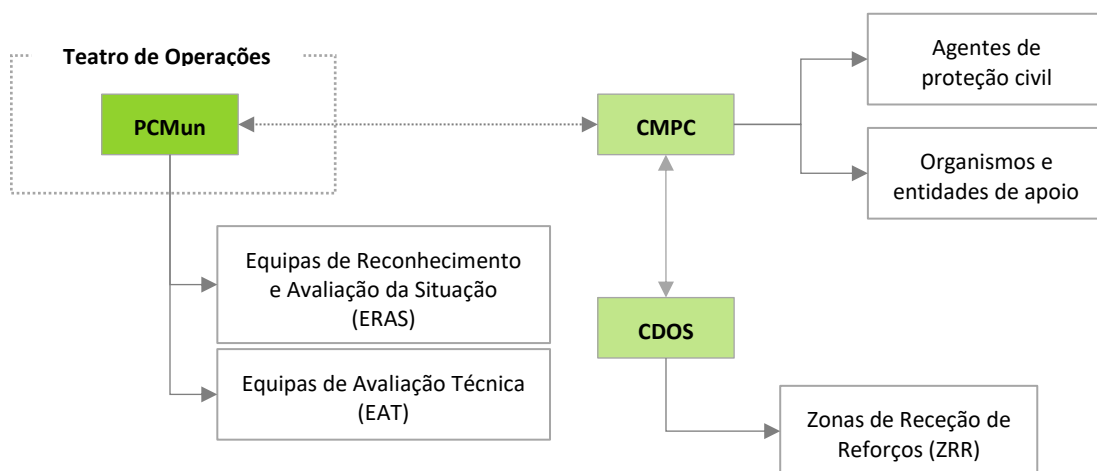 Teatro de Operações
PCMun
CMPC
Agentes de
proteção civil
Organismos e
entidades de apoio
Equipas de Reconhecimento
e Avaliação da Situação
(ERAS)
CDOS
Equipas de Avaliação Técnica
(EAT)
Zonas de Receção de
Reforços (ZRR)